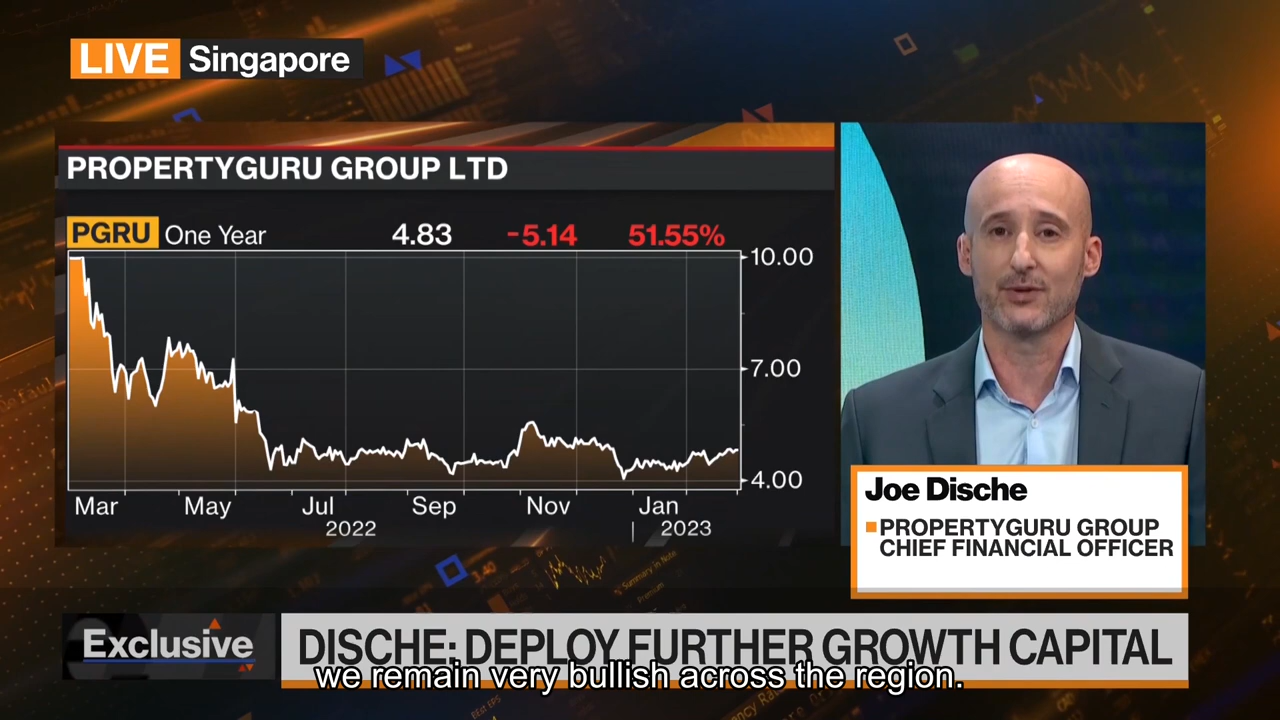 LIVE Singapore
PROPERTYGURU GROUP LTD
PGRU One Year 4.83 -5.14 51.55%
10.00
7.00
4.00
Mar May Jul Sep Nov Jan
2022 2023
Joe Dische
PROPERTYGURU GROUP
CHIEF FINANCIAL OFFICER
Exclusive
DISCHE: DEPLOY FURTHER GROWTH CAPITAL
we remain very bullish across the region.